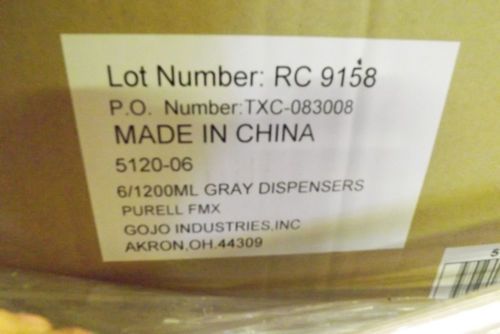 Lot Number: RC 9158
P.O. Number:TXC-083008
MADE IN CHINA
5120-06
6/1200ML GRAY DISPENSERS
PURELL FMX
GOJO INDUSTRIES,INC
AKRON,OH.44309
5